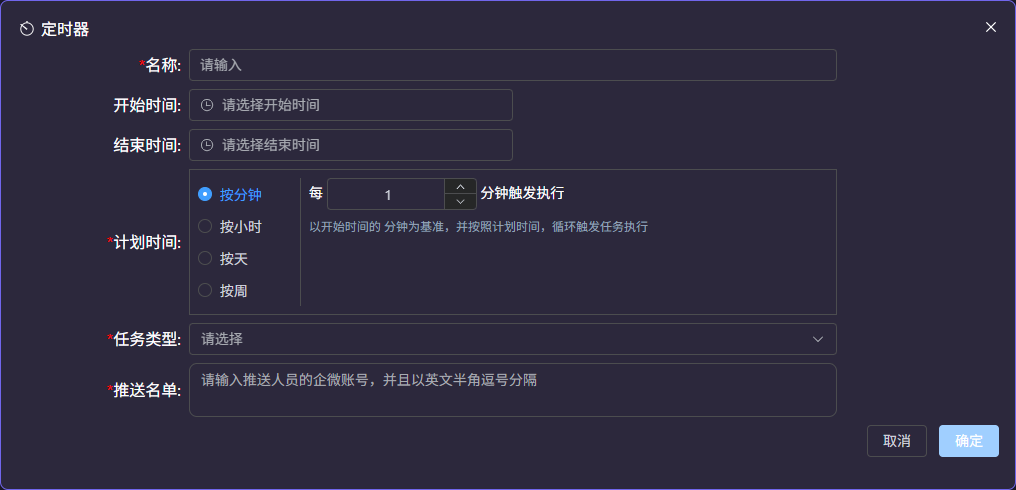 定时器
*名称: 请输入
开始时间: 请选择开始时间
结束时间: 请选择结束时间
*计划时间:
按分钟
按小时
按天
按周
每 1 分钟触发执行
以开始时间的 分钟为基准，并按照计划时间，循环触发任务执行
*任务类型: 请选择
*推送名单: 请输入推送人员的企微账号，并且以英文半角逗号分隔
取消 确定